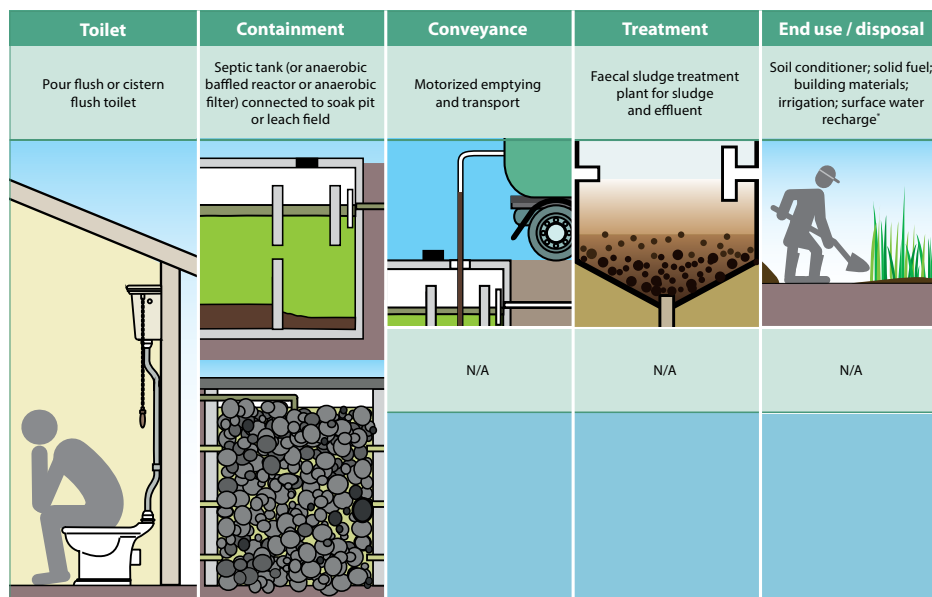 Toilet
Containment
Conveyance
Treatment
End use / disposal
Pour flush or cistern
flush toilet
Septic tank (or anaerobic
baffled reactor or anaerobic
filter) connected to soak pit
or leach field
Motorized emptying
and transport
Faecal sludge treatment
plant for sludge
and effluent
Soil conditioner; solid fuel;
building materials;
irrigation; surface water
recharge*
N/A
N/A
N/A